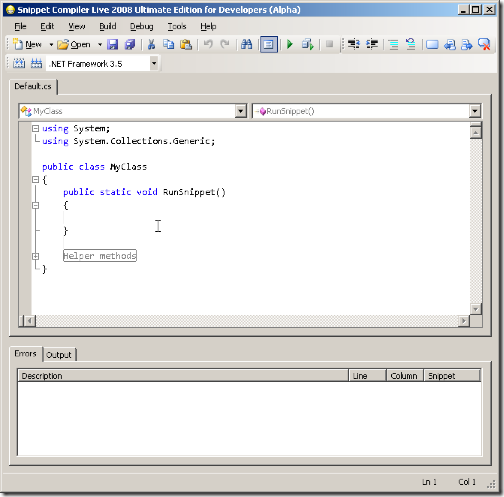 Snippet Compiler Live 2008 Ultimate Edition for Developers (Alpha)
File Edit View Build Debug Tools Help
New Open
.NET Framework 3.5
Default.cs
MyClass RunSnippet()
using System;
using System.Collections.Generic;
public class MyClass
{
public static void RunSnippet()
{
}
Helper methods
}
Errors Output
Description Line Column Snippet
Ln 1 Col 1